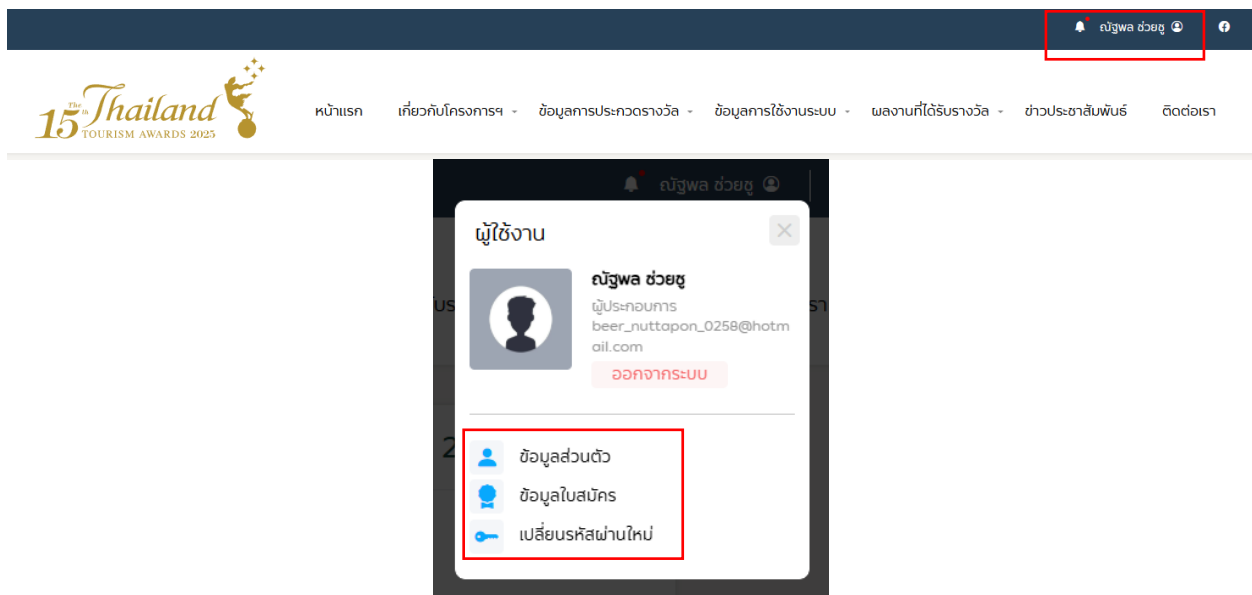 ณัฐพล ช่วยชู
The 15th Thailand
TOURISM AWARDS 2025
หน้าแรก เกี่ยวกับโครงการฯ ข้อมูลการประกวดรางวัล ข้อมูลการใช้งานระบบ ผลงานที่ได้รับรางวัล ข่าวประชาสัมพันธ์ ติดต่อเรา
ณัฐพล ช่วยชู
ผู้ใช้งาน
ณัฐพล ช่วยชู
ผู้ประกอบการ
beer_nuttapon_0258@hotm
ail.com
ออกจากระบบ
2
ข้อมูลส่วนตัว
ข้อมูลใบสมัคร
เปลี่ยนรหัสผ่านใหม่